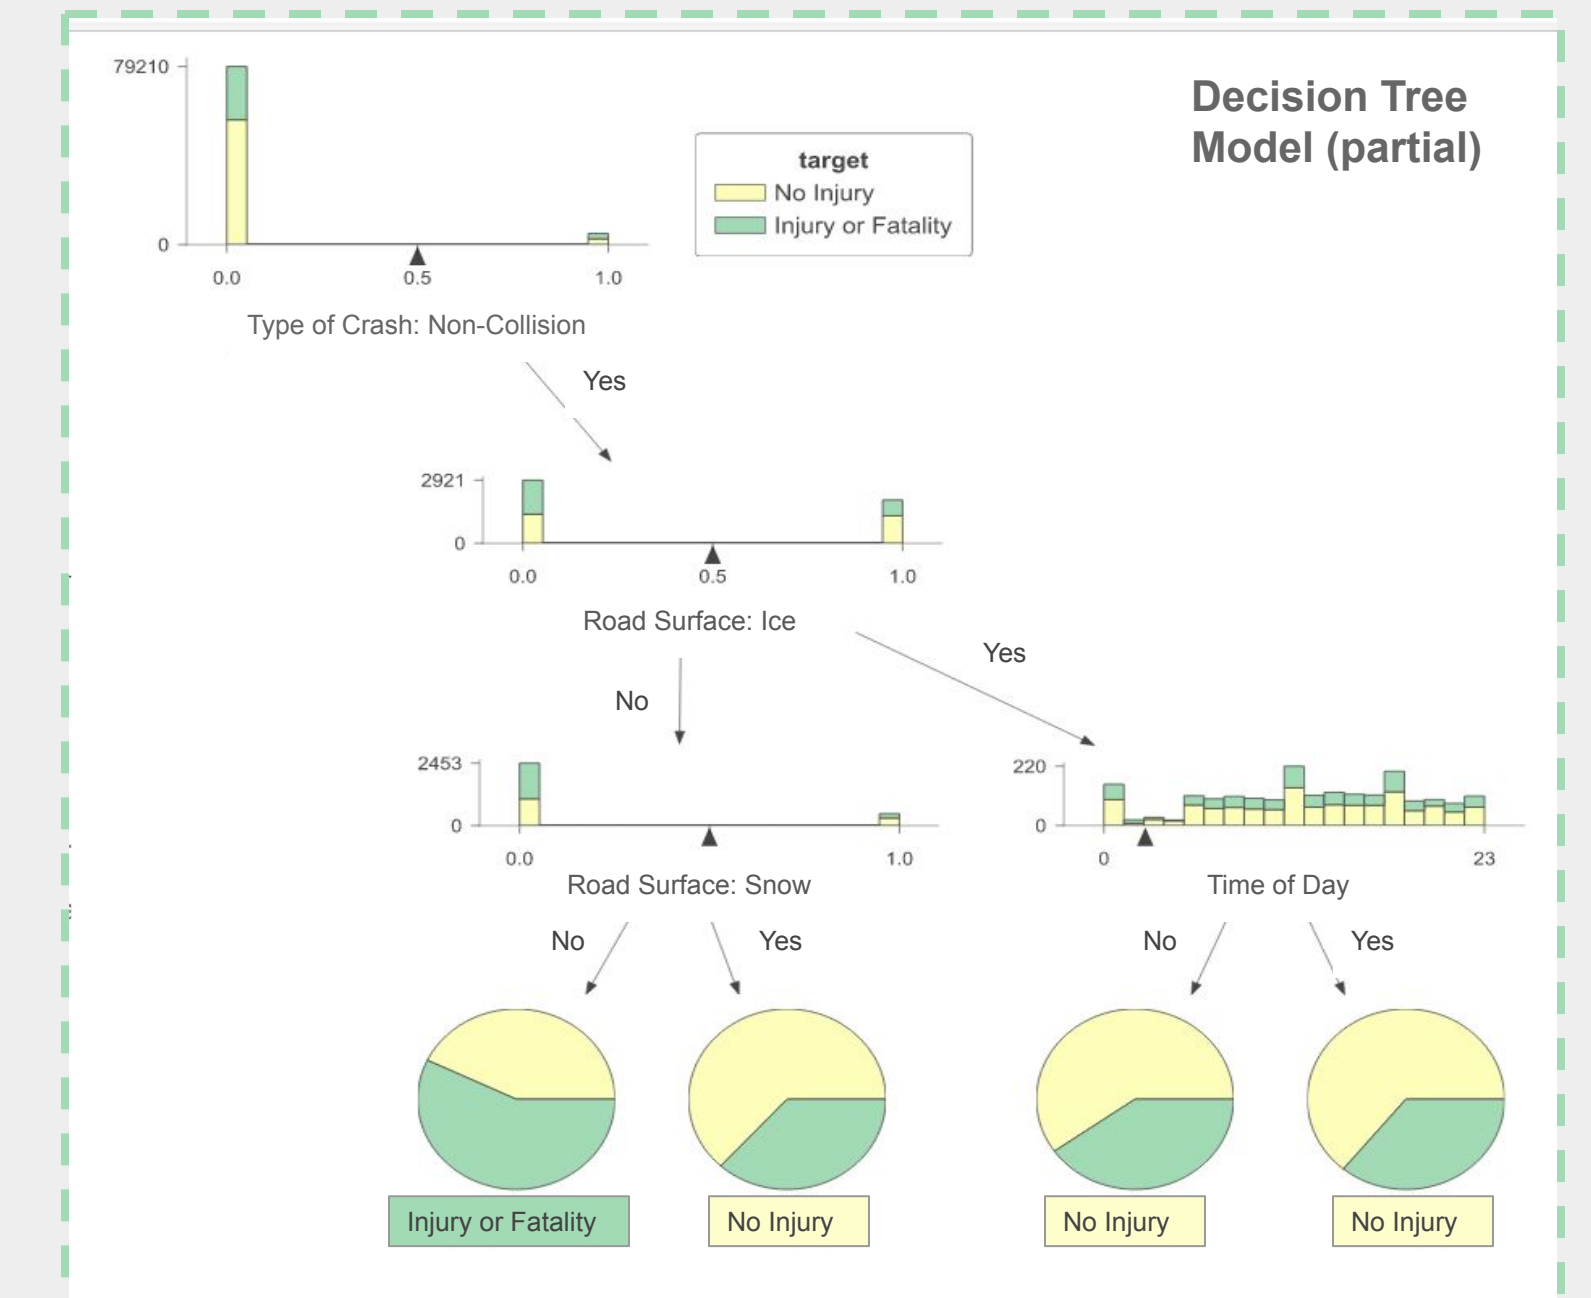 Decision Tree
Model (partial)
79210
0
0.0 0.5 1.0
Type of Crash: Non-Collision
target
No Injury
Injury or Fatality
Yes
2921
0
0.0 0.5 1.0
Road Surface: Ice
No
Yes
2453
0
0.0 1.0
Road Surface: Snow
220
0
0 23
Time of Day
No Yes
No Yes
Injury or Fatality
No Injury
No Injury
No Injury